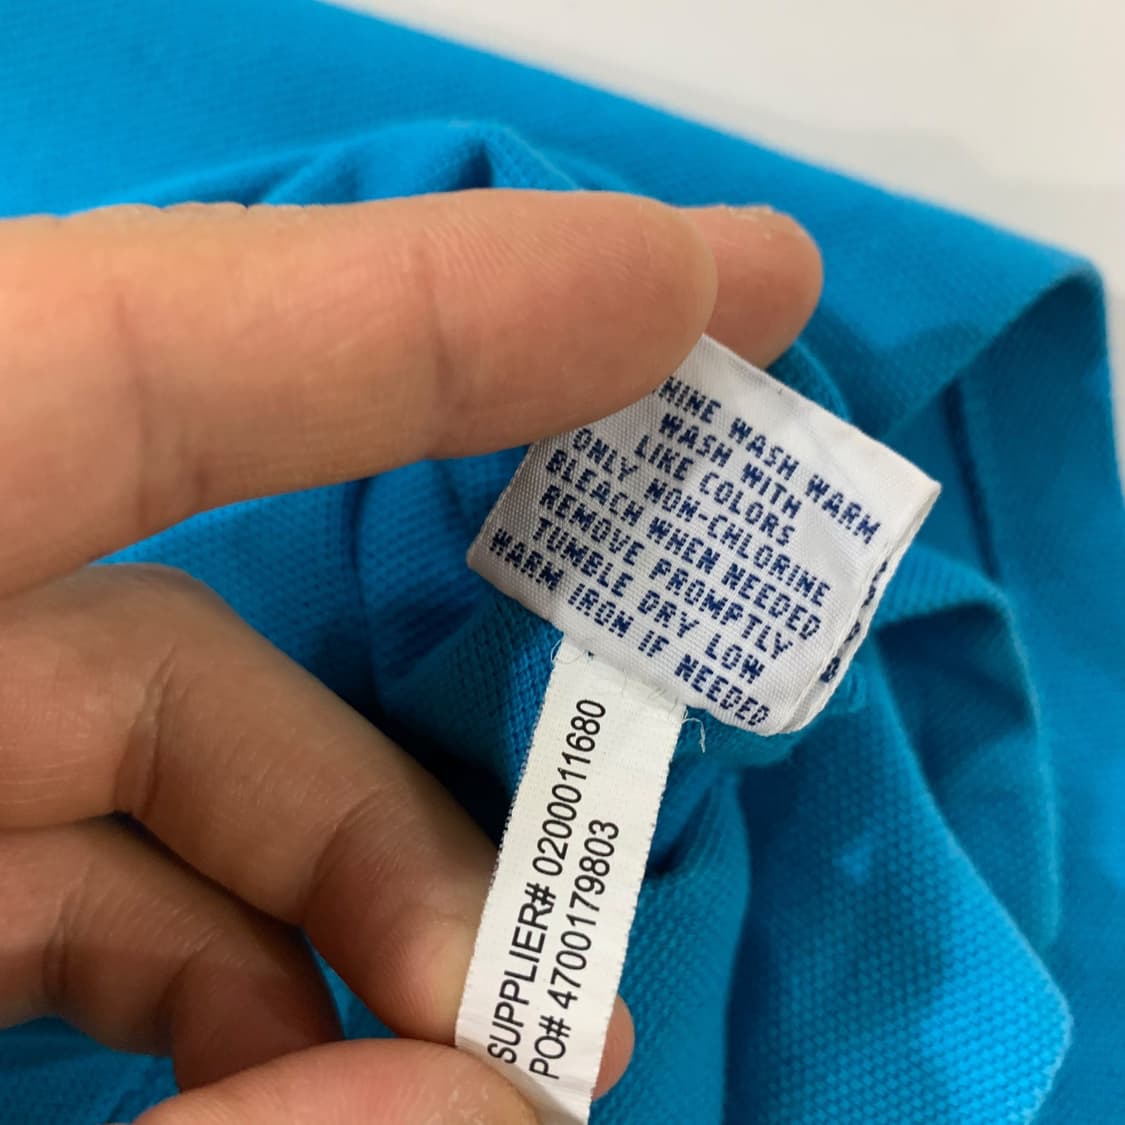 HINE WASH WARM
WASH WITH
LIKE COLORS
ONLY NON-CHLORINE
BLEACH WHEN NEEDED
REMOVE PROMPTLY
TUMBLE DRY LOW
WARM IRON IF NEEDED
SUPPLIER# 0200011680
PO# 4700179803